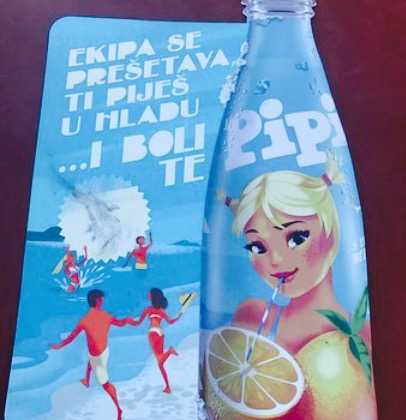 EKIPA SE
PREŠETAVA,
TI PIJEŠ
U HLADU
...I BOLI
TE
Pipi